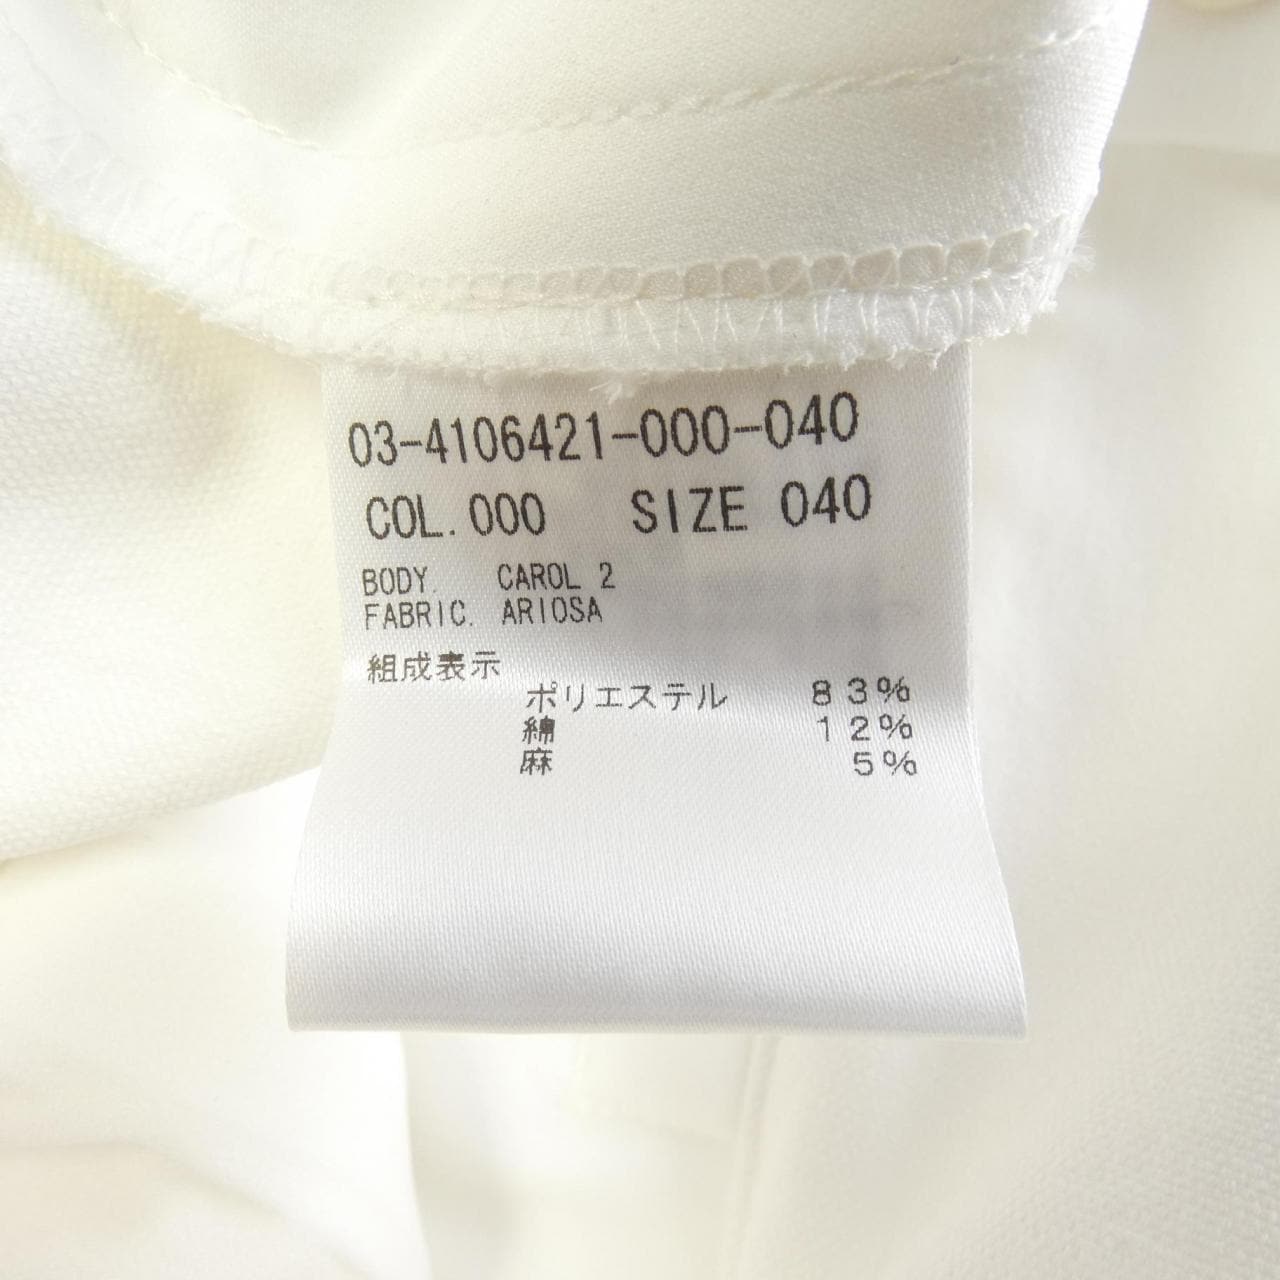 03-4106421-000-040
COL.000 SIZE 040
BODY. CAROL 2
FABRIC. ARIOSA
組成表示
ポリエステル 83%
綿 12%
麻 5%